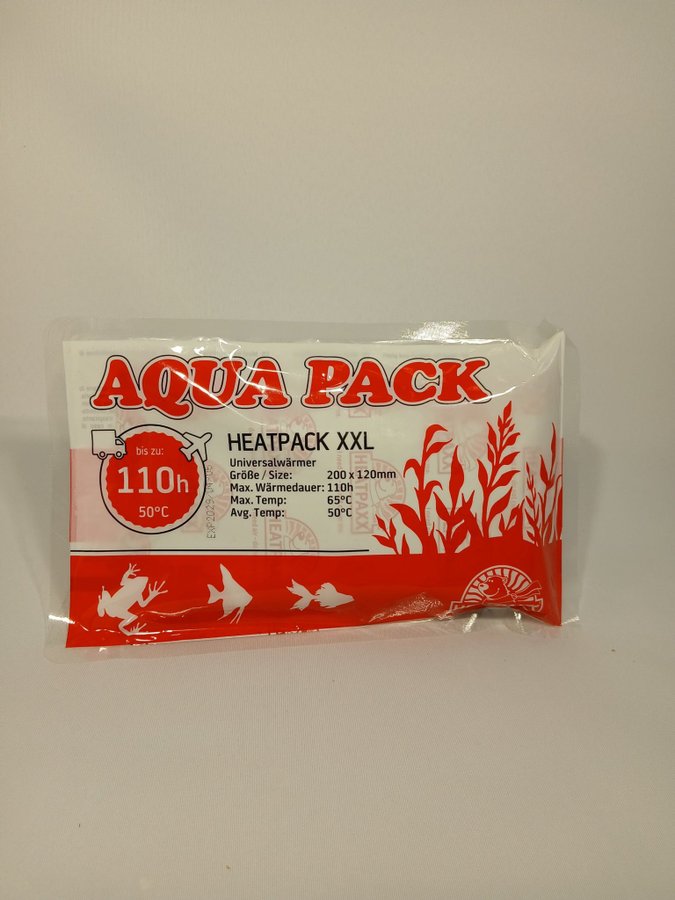 AQUA PACK
bis zu:
110h
50°C
HEATPACK XXL
Universalwärmer
Größe / Size: 200 x 120mm
Max. Wärmedauer: 110h
Max. Temp: 65°C
Avg. Temp: 50°C
HEATPAXX